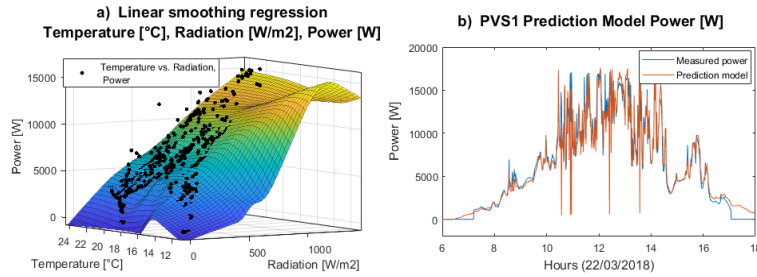 a) Linear smoothing regression
Temperature [°C], Radiation [W/m2], Power [W]
Temperature vs. Radiation,
Power
15000
10000
5000
0
Power [W]
24 22 20 18 16 14 12
0 500 1000
Temperature [°C]
Radiation [W/m2]
b) PVS1 Prediction Model Power [W]
Measured power
Prediction model
20000
15000
10000
5000
0
Power [W]
6 8 10 12 14 16 18
Hours (22/03/2018)